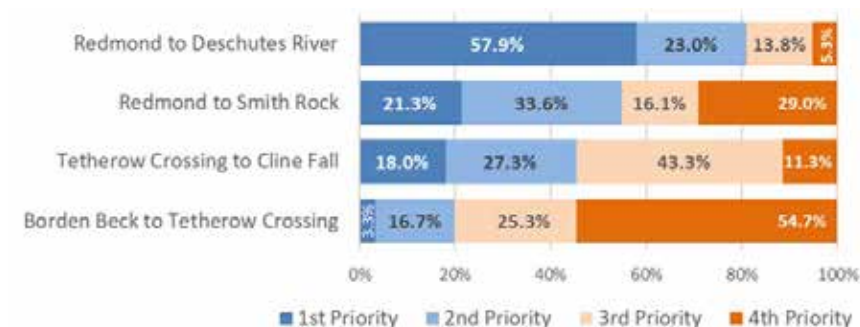 Redmond to Deschutes River 57.9% 23.0% 13.8% 5.3%
Redmond to Smith Rock 21.3% 33.6% 16.1% 29.0%
Tetherow Crossing to Cline Fall 18.0% 27.3% 43.3% 11.3%
Borden Beck to Tetherow Crossing 3.3% 16.7% 25.3% 54.7%
0% 20% 40% 60% 80% 100%
1st Priority 2nd Priority 3rd Priority 4th Priority